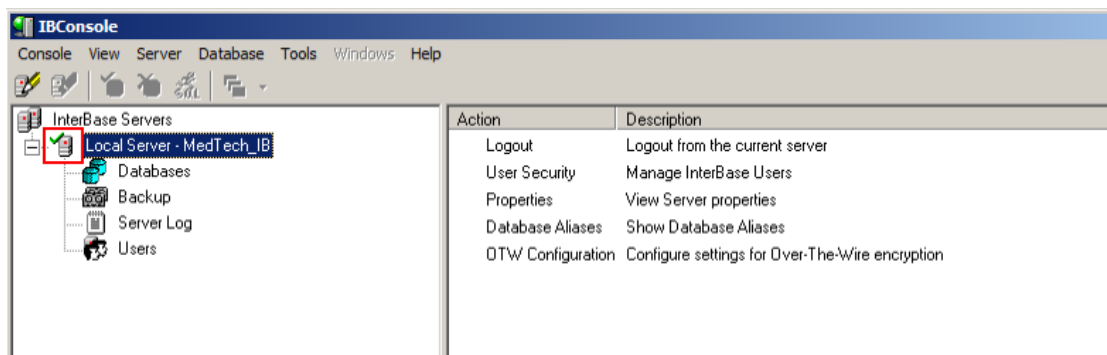 IBConsole
Console View Server Database Tools Windows Help
SQL
InterBase Servers
Local Server - MedTech_IB
Databases
Backup
Server Log
Users
Action Description
Logout Logout from the current server
User Security Manage InterBase Users
Properties View Server properties
Database Aliases Show Database Aliases
OTW Configuration Configure settings for Over-The-Wire encryption